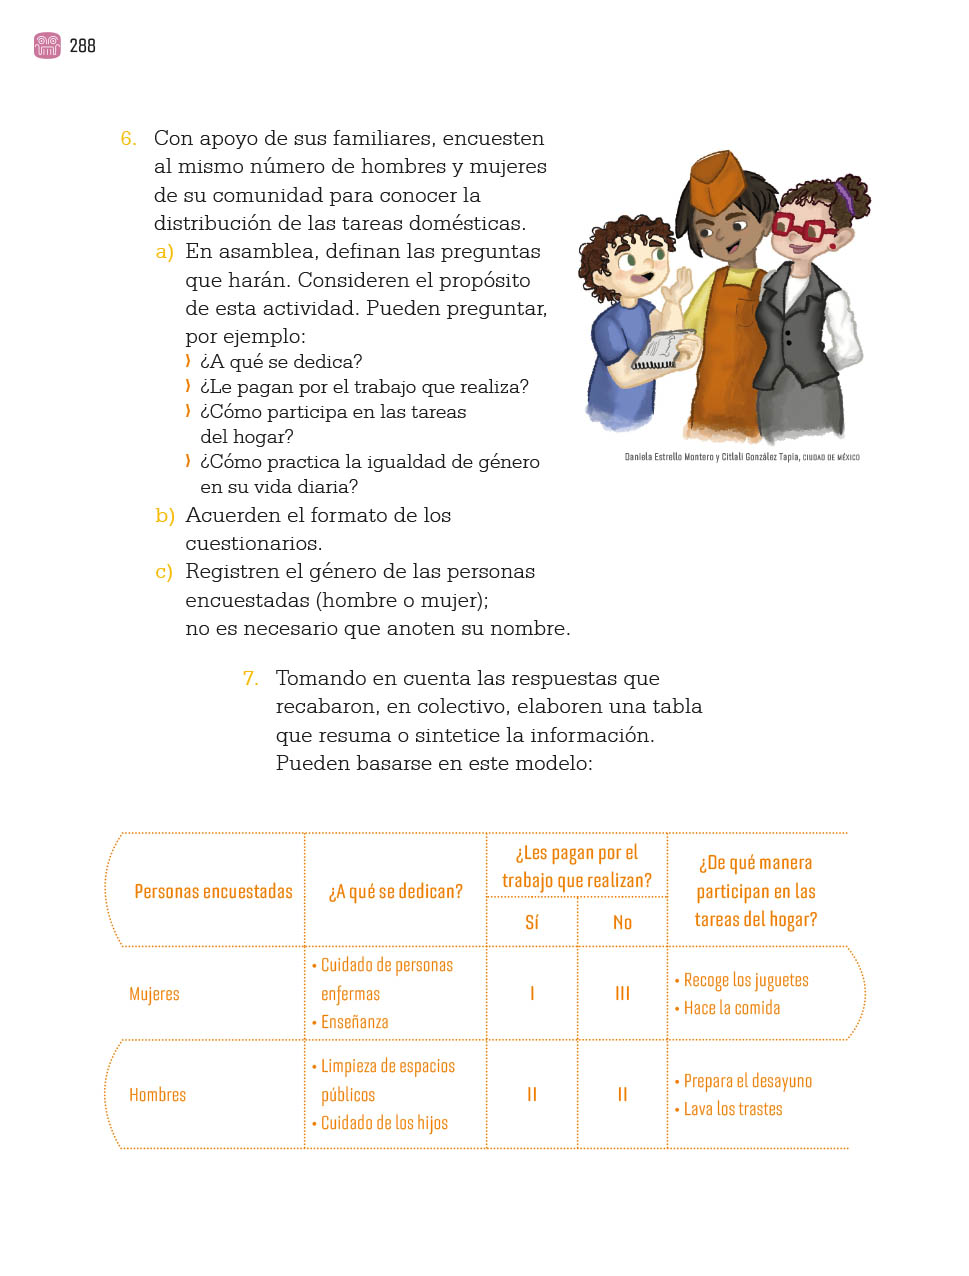 288
6. Con apoyo de sus familiares, encuesten
al mismo número de hombres y mujeres
de su comunidad para conocer la
distribución de las tareas domésticas.
a) En asamblea, definan las preguntas
que harán. Consideren el propósito
de esta actividad. Pueden preguntar,
por ejemplo:
⟩ ¿A qué se dedica?
⟩ ¿Le pagan por el trabajo que realiza?
⟩ ¿Cómo participa en las tareas
del hogar?
⟩ ¿Cómo practica la igualdad de género
en su vida diaria?
b) Acuerden el formato de los
cuestionarios.
c) Registren el género de las personas
encuestadas (hombre o mujer);
no es necesario que anoten su nombre.
Daniela Estrello Montero y Citlali González Tapia, CIUDAD DE MÉXICO
7. Tomando en cuenta las respuestas que
recabaron, en colectivo, elaboren una tabla
que resuma o sintetice la información.
Pueden basarse en este modelo:
Personas encuestadas
¿A qué se dedican?
¿Les pagan por el
trabajo que realizan?
Sí
No
¿De qué manera
participan en las
tareas del hogar?
Mujeres
• Cuidado de personas
enfermas
• Enseñanza
I
III
• Recoge los juguetes
• Hace la comida
Hombres
• Limpieza de espacios
públicos
• Cuidado de los hijos
II
II
• Prepara el desayuno
• Lava los trastes